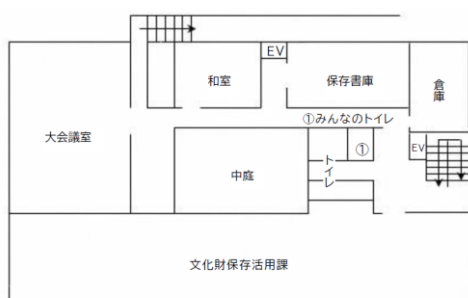 EV
和室
保存書庫
倉庫
①みんなのトイレ
大会議室
①
EV
トイレ
中庭
文化財保存活用課